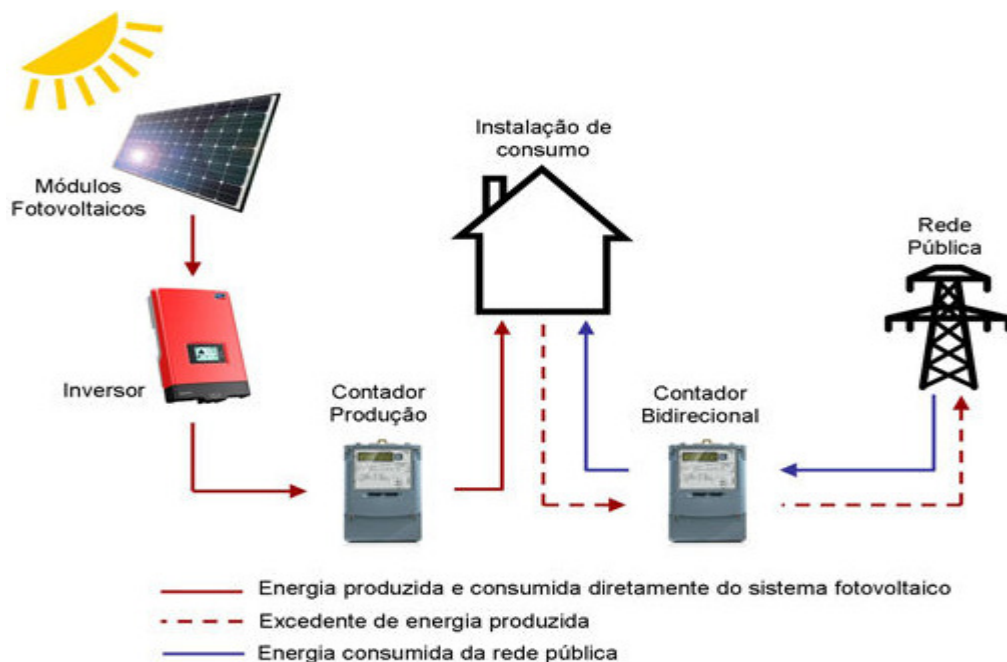 Módulos
Fotovoltaicos
Instalação de
consumo
Rede
Pública
Inversor
Contador
Produção
Contador
Bidirecional
Energia produzida e consumida diretamente do sistema fotovoltaico
Excedente de energia produzida
Energia consumida da rede pública